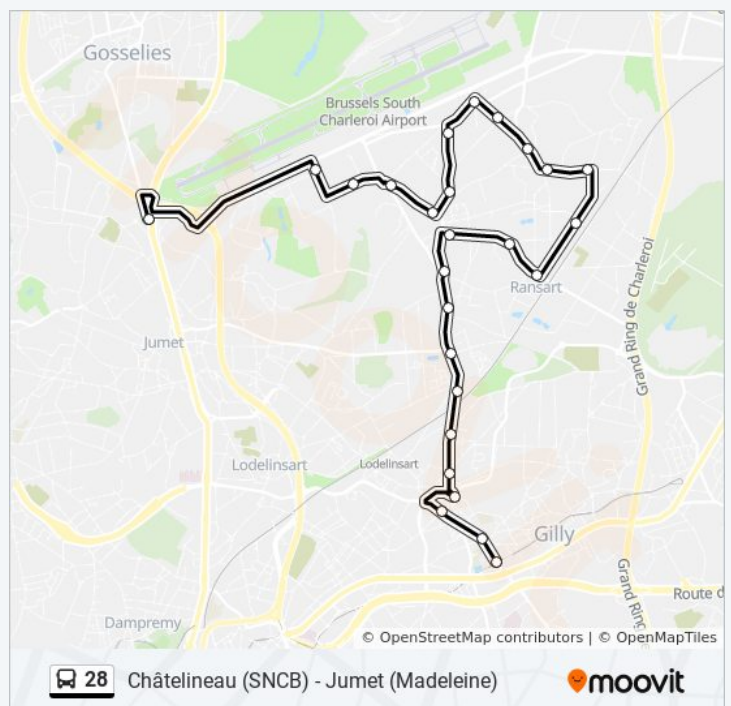 Gosselies
Brussels South
Charleroi Airport
Grand Ring de Charleroi
Ransart
Jumet
Lodelinsart
Lodelinsart
Gilly
Grand Ring
Route d
Dampremy
© OpenStreetMap contributors | © OpenMapTiles
28 Châtelineau (SNCB) - Jumet (Madeleine)
moovit